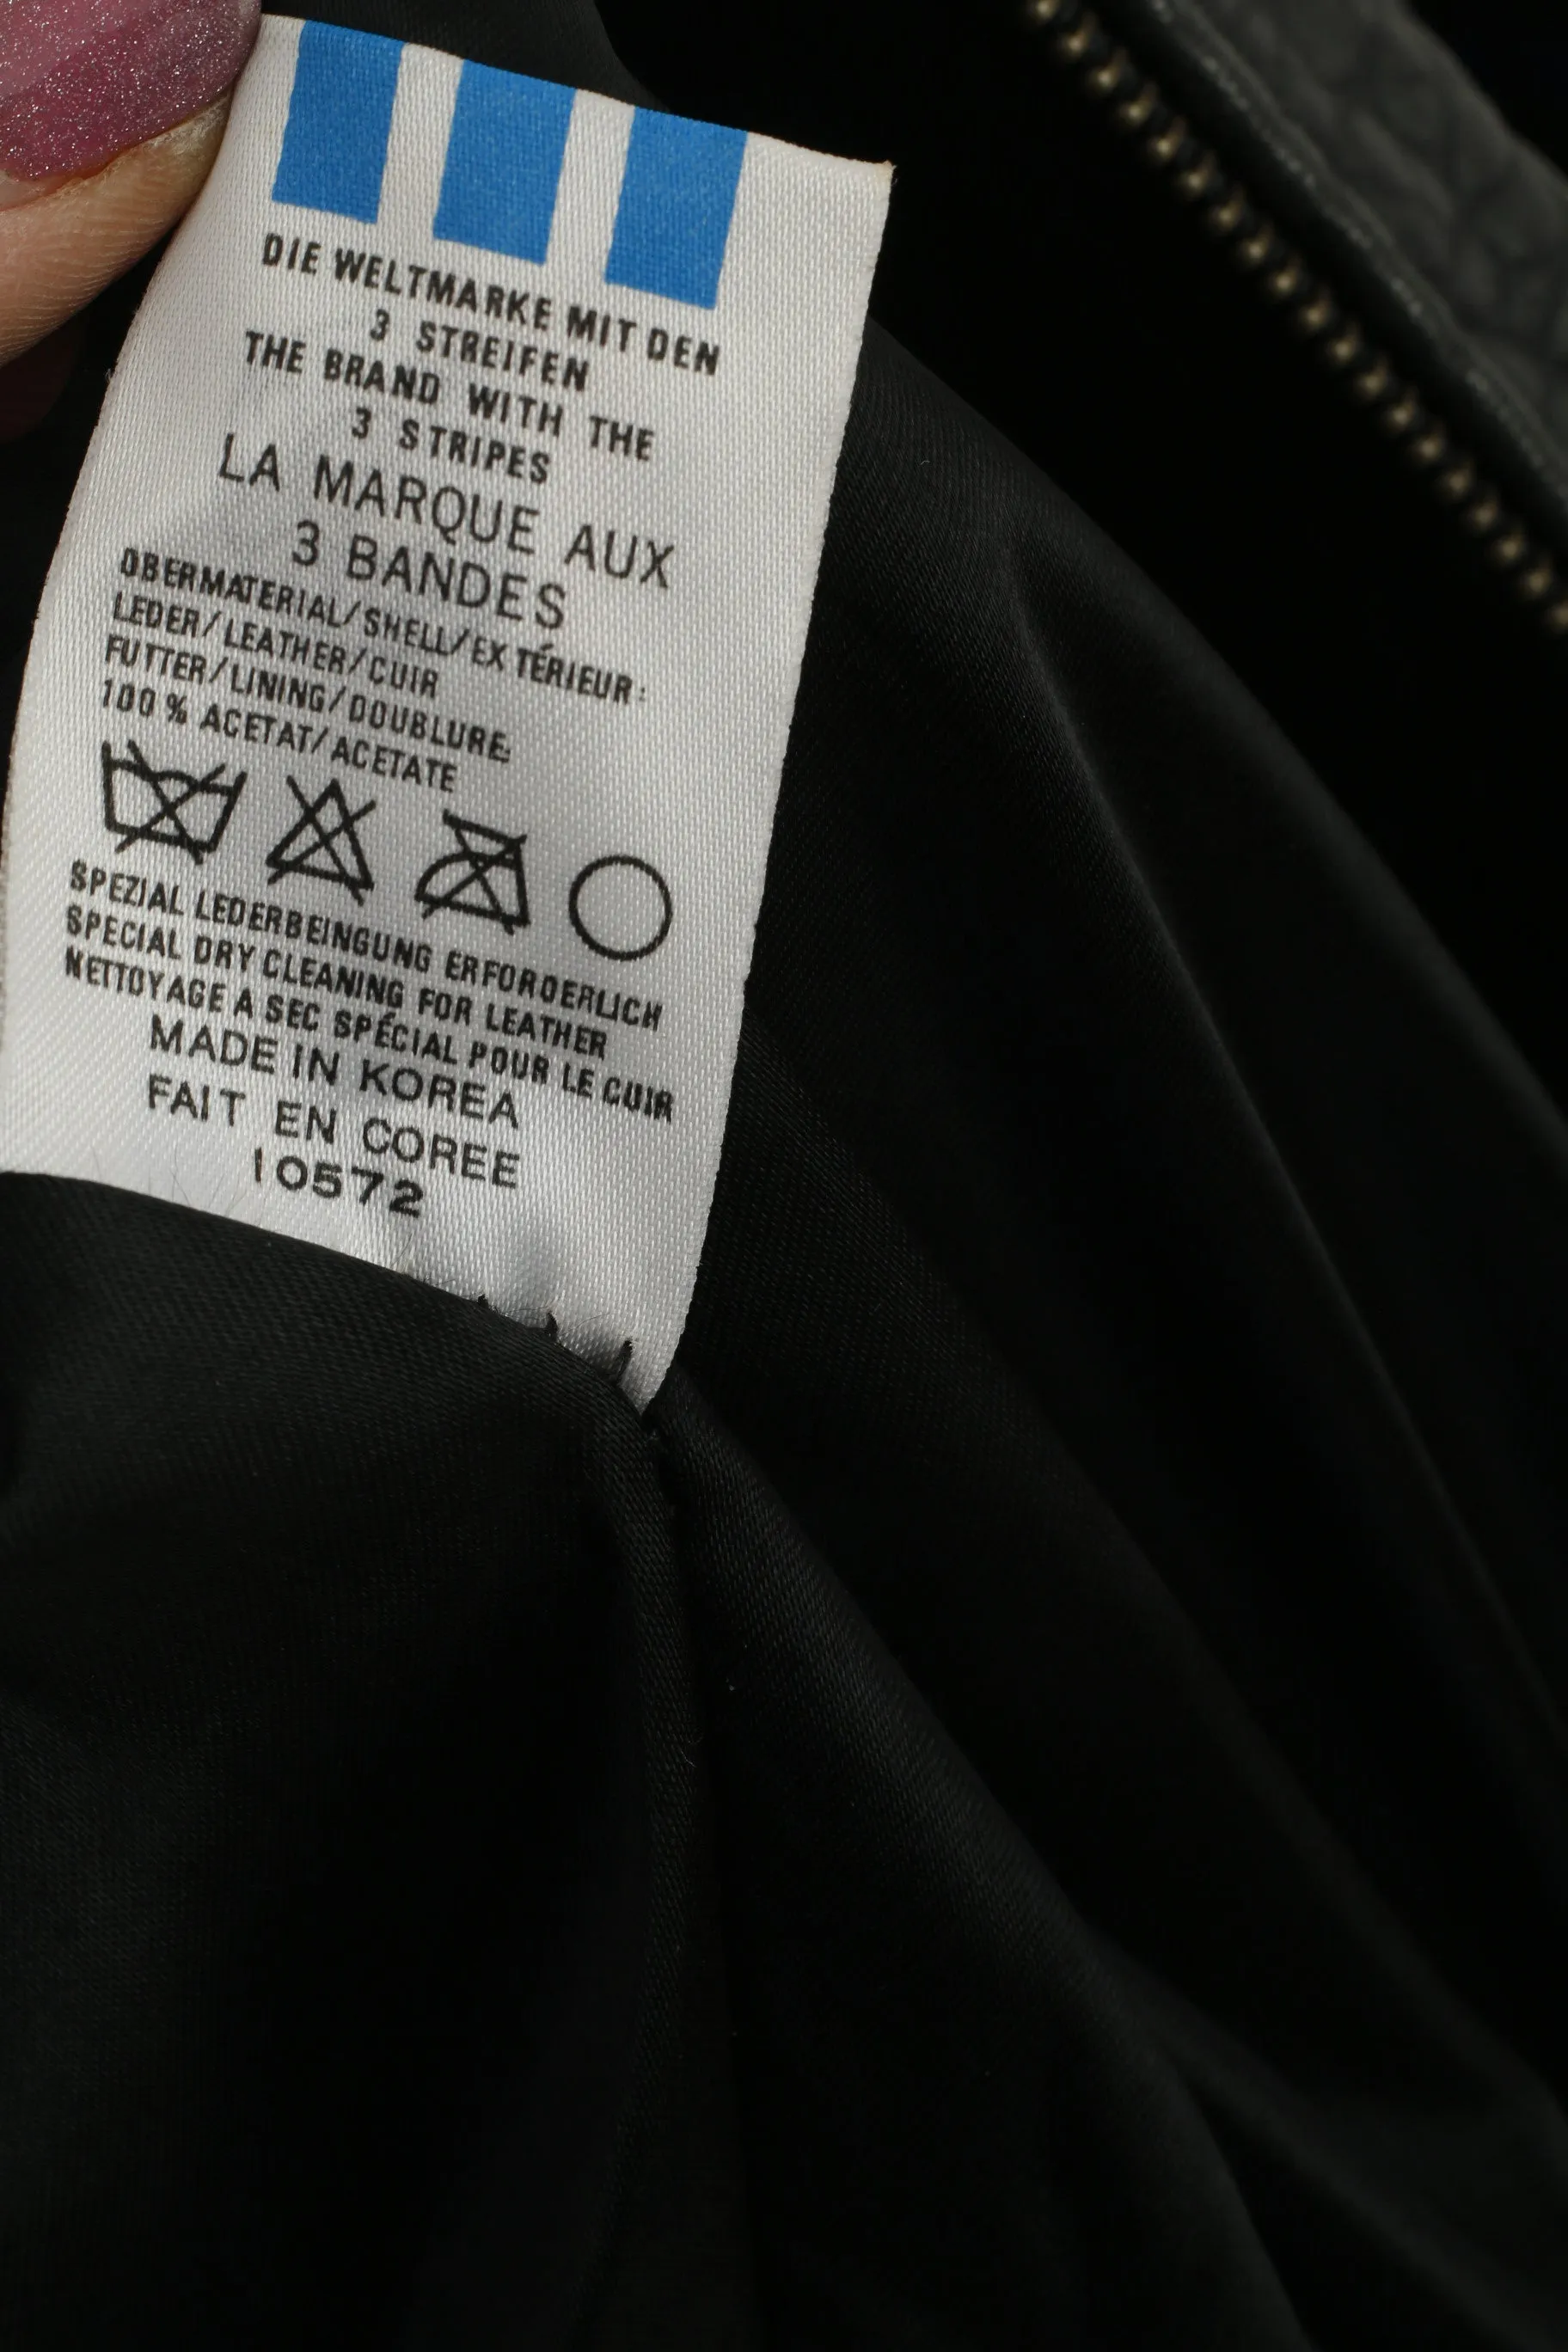 DIE WELTMARKE MIT DEN
3 STREIFEN
THE BRAND WITH THE
3 STRIPES
LA MARQUE AUX
3 BANDES
OBERMATERIAL/SHELL/EXTÉRIEUR:
LEDER/LEATHER/CUIR
FUTTER/LINING/DOUBLURE:
100% ACETAT/ACETATE
SPEZIAL LEDERBEINGUNG ERFORDERLICH
SPECIAL DRY CLEANING FOR LEATHER
NETTOYAGE A SEC SPÉCIAL POUR LE CUIR
MADE IN KOREA
FAIT EN COREE
10572